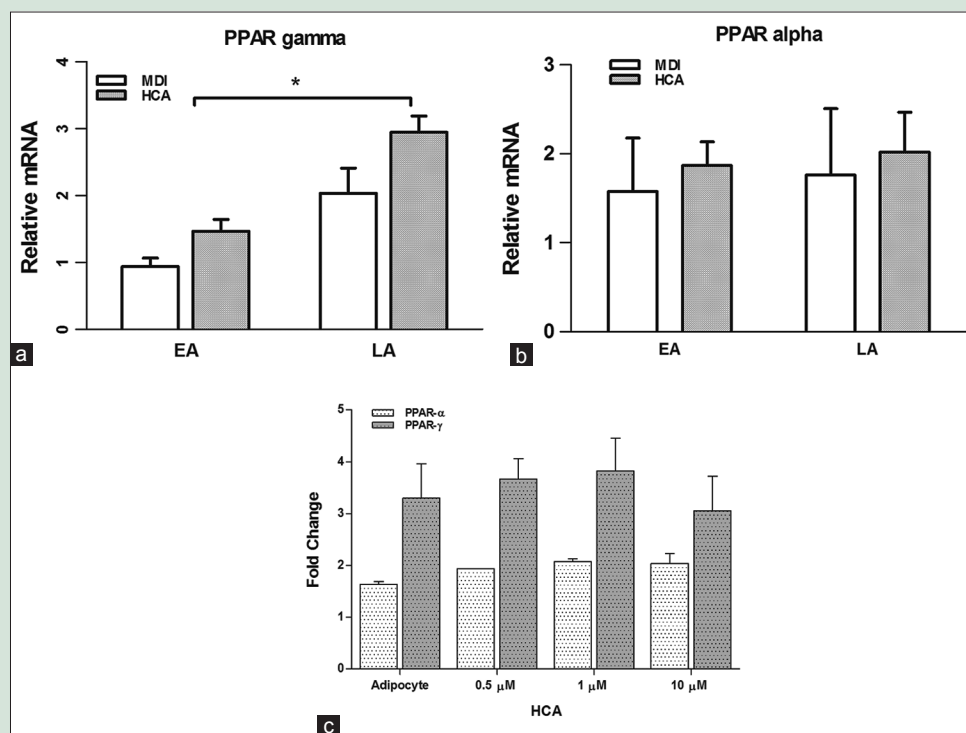 PPAR gamma
MDI
HCA
*
Relative mRNA
4
3
2
1
0
EA LA
a
PPAR alpha
MDI
HCA
Relative mRNA
3
2
1
0
EA LA
b
PPAR-α
PPAR-γ
Fold Change
5
4
3
2
1
0
Adipocyte 0.5 μM 1 μM 10 μM
HCA
c